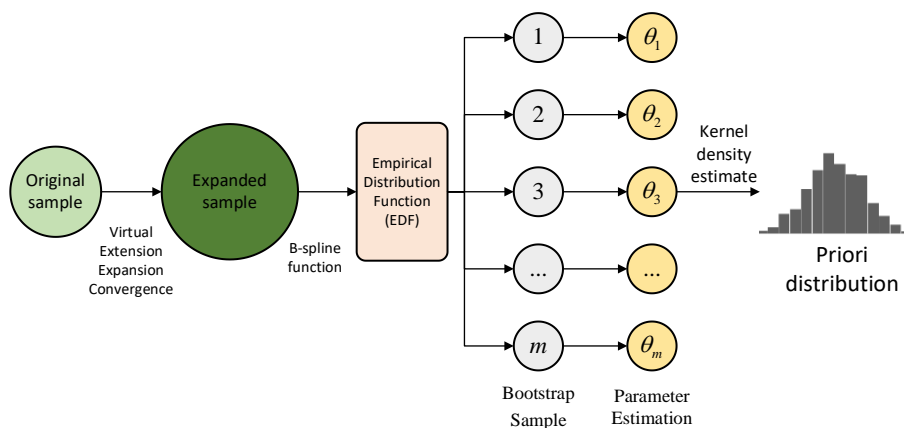 Original
sample
Virtual
Extension
Expansion
Convergence
Expanded
sample
B-spline
function
Empirical
Distribution
Function
(EDF)
1
θ₁
2
θ₂
3
θ₃
...
...
m
θₘ
Bootstrap
Sample
Parameter
Estimation
Kernel
density
estimate
Priori
distribution